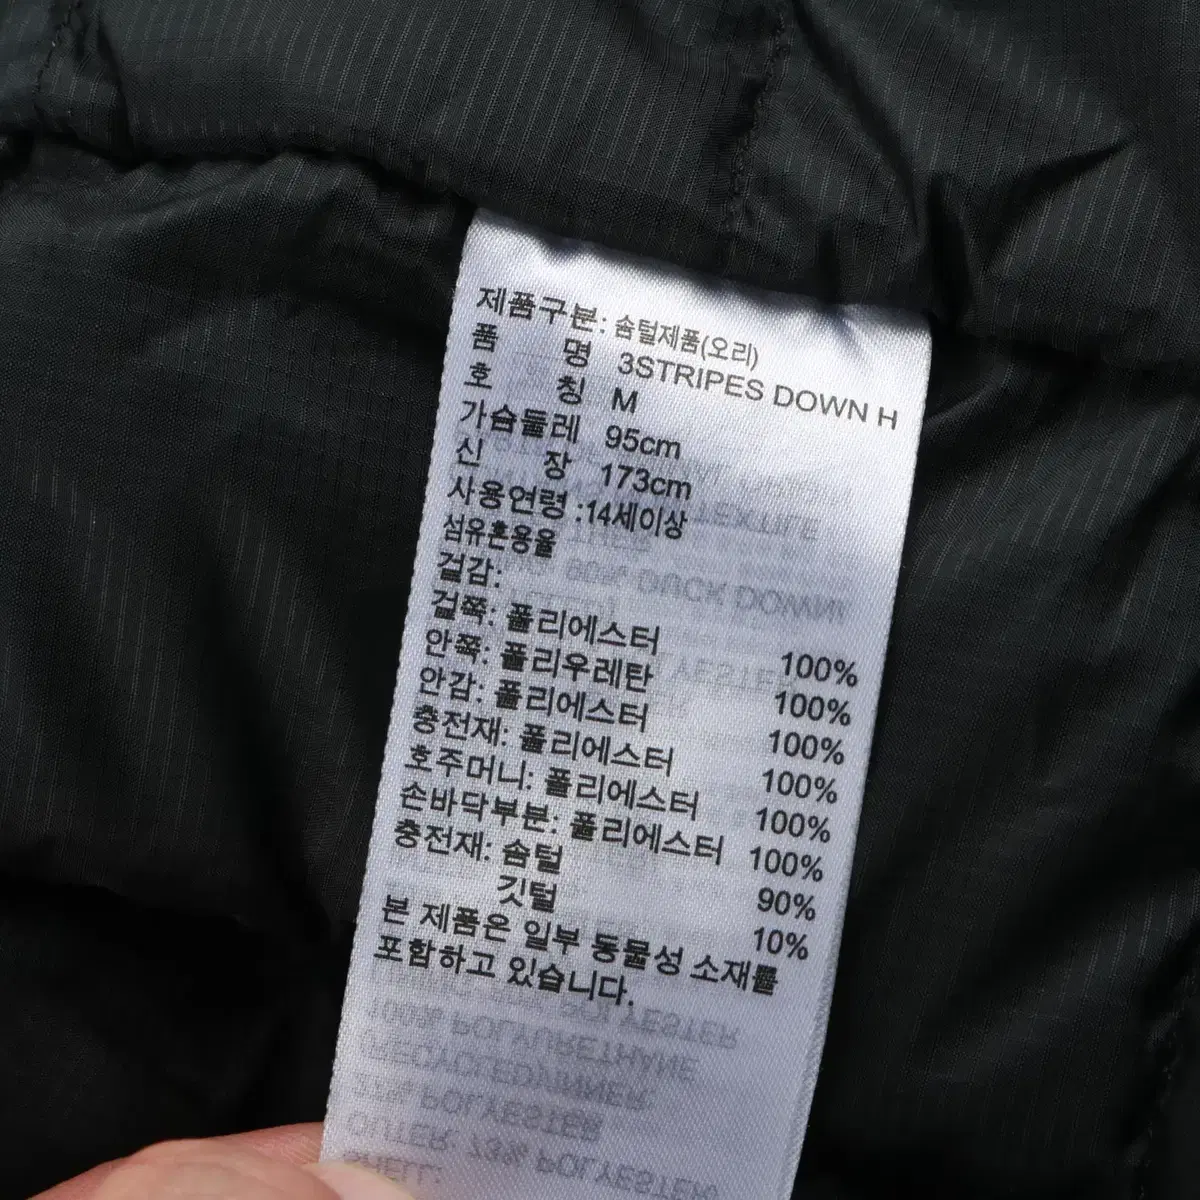 제품구분: 솜털제품(오리)
품 명 3STRIPES DOWN H
호 칭 M
가슴둘레 95cm
신 장 173cm
사용연령 :14세이상
섬유혼용율
겉감:
겉쪽: 폴리에스터 100%
안쪽: 폴리우레탄 100%
안감: 폴리에스터 100%
충전재: 폴리에스터 100%
호주머니: 폴리에스터 100%
손바닥부분: 폴리에스터 100%
충전재: 솜털 90%
깃털 10%
본 제품은 일부 동물성 소재를
포함하고 있습니다.